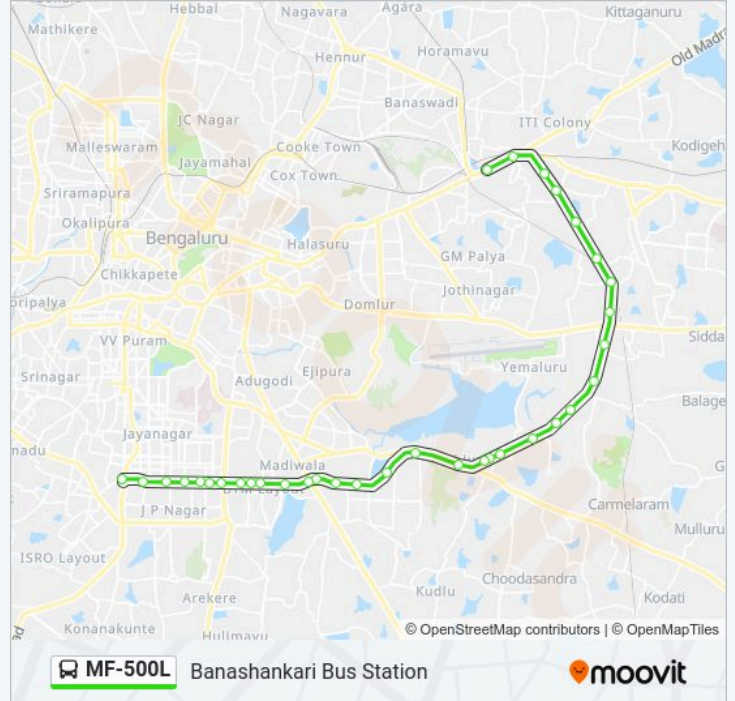 Hebbal
Nagavara
Agara
Kittaganuru
Mathikere
Hennur
Horamavu
Old Madra
Banaswadi
JC Nagar
ITI Colony
Malleswaram
Cooke Town
Kodigeh
Jayamahal
Cox Town
Sriramapura
Okalipura
Bengaluru
Halasuru
GM Palya
Chikkapete
Jothinagar
oripalya
Domlur
VV Puram
Sidda
Ejipura
Yemaluru
Srinagar
Adugodi
Balage
Jayanagar
madu
Madiwala
G
BTM Layout
J P Nagar
Carmelaram
Mulluru
ISRO Layout
Choodasandra
Arekere
Kudlu
Kodati
Konanakunte
Hullmavu
© OpenStreetMap contributors | © OpenMapTiles
MF-500L
Banashankari Bus Station
moovit